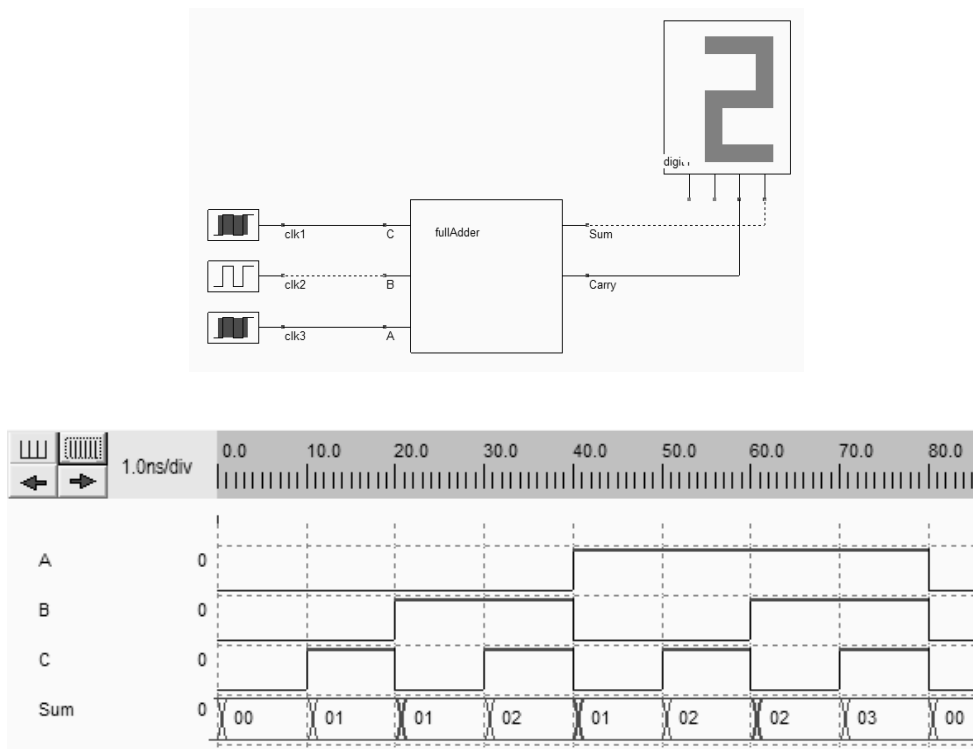 2
digit
clk1 C fullAdder Sum
clk2 B Carry
clk3 A
1.0ns/div 0.0 10.0 20.0 30.0 40.0 50.0 60.0 70.0 80.0
A 0
B 0
C 0
Sum 0 00 01 01 02 01 02 02 03 00